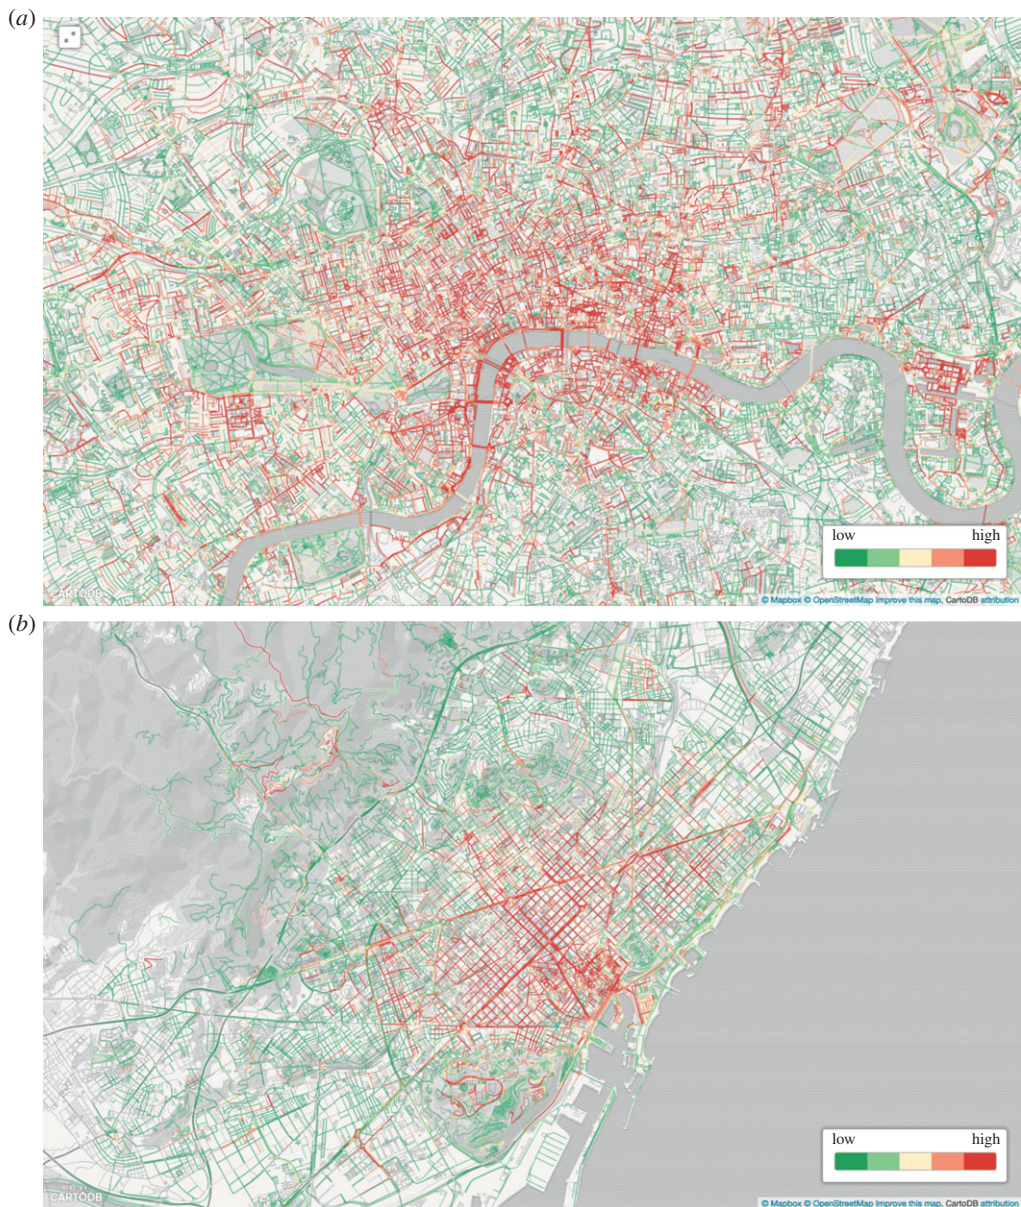 (a)
low high
CARTODB
© Mapbox © OpenStreetMap Improve this map, CartoDB attribution
(b)
low high
CARTODB
© Mapbox © OpenStreetMap Improve this map, CartoDB attribution